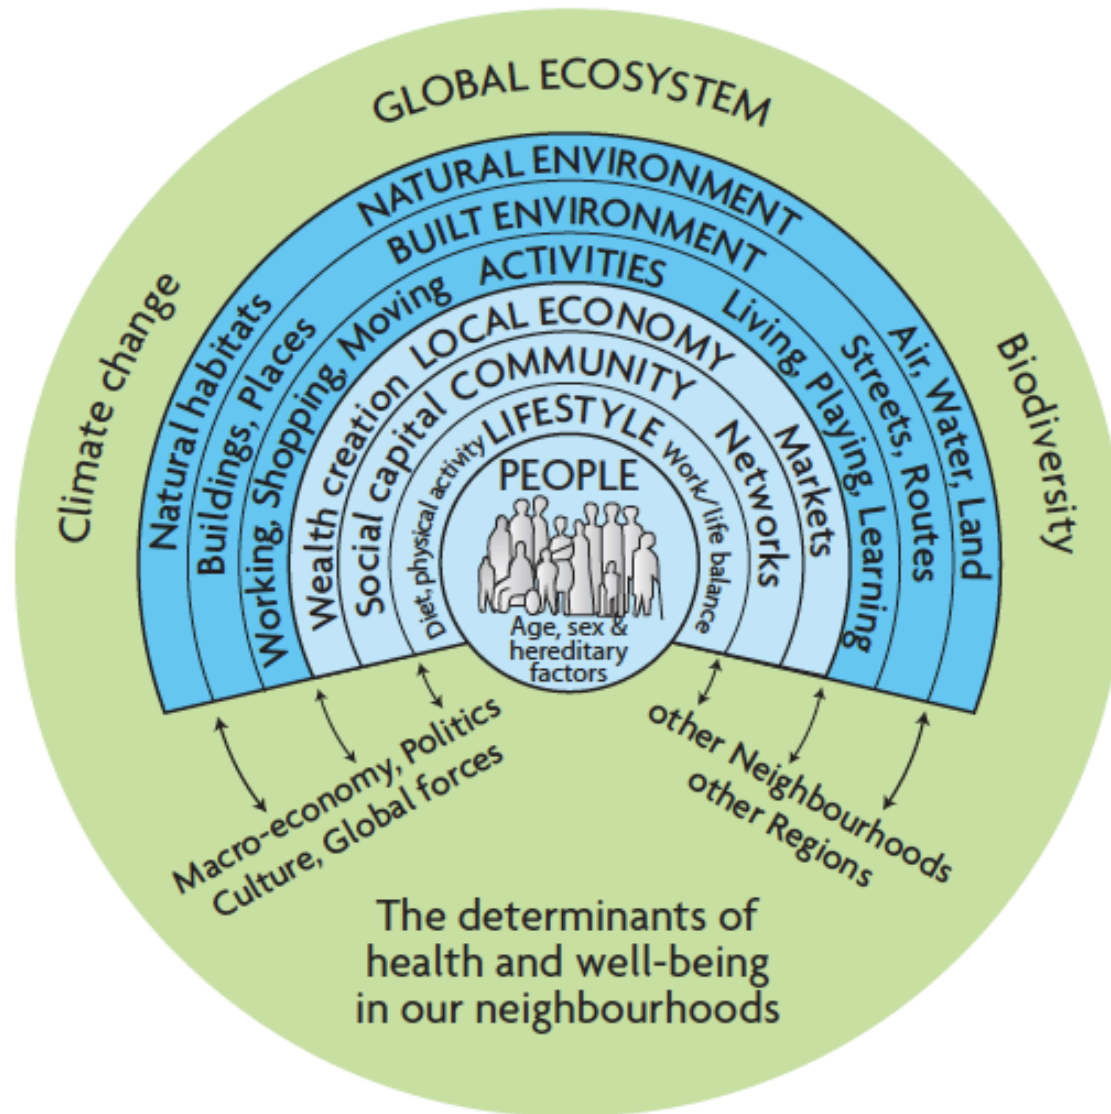 GLOBAL ECOSYSTEM
Climate change
Biodiversity
NATURAL ENVIRONMENT
Natural habitats
Air, Water, Land
BUILT ENVIRONMENT
Buildings, Places
Streets, Routes
ACTIVITIES
Working, Shopping, Moving
Living, Playing, Learning
LOCAL ECONOMY
Wealth creation
Markets
COMMUNITY
Social capital
Networks
LIFESTYLE
Diet, physical activity
Work/life balance
PEOPLE
Age, sex &
hereditary
factors
Macro-economy, Politics
Culture, Global forces
other Neighbourhoods
other Regions
The determinants of
health and well-being
in our neighbourhoods